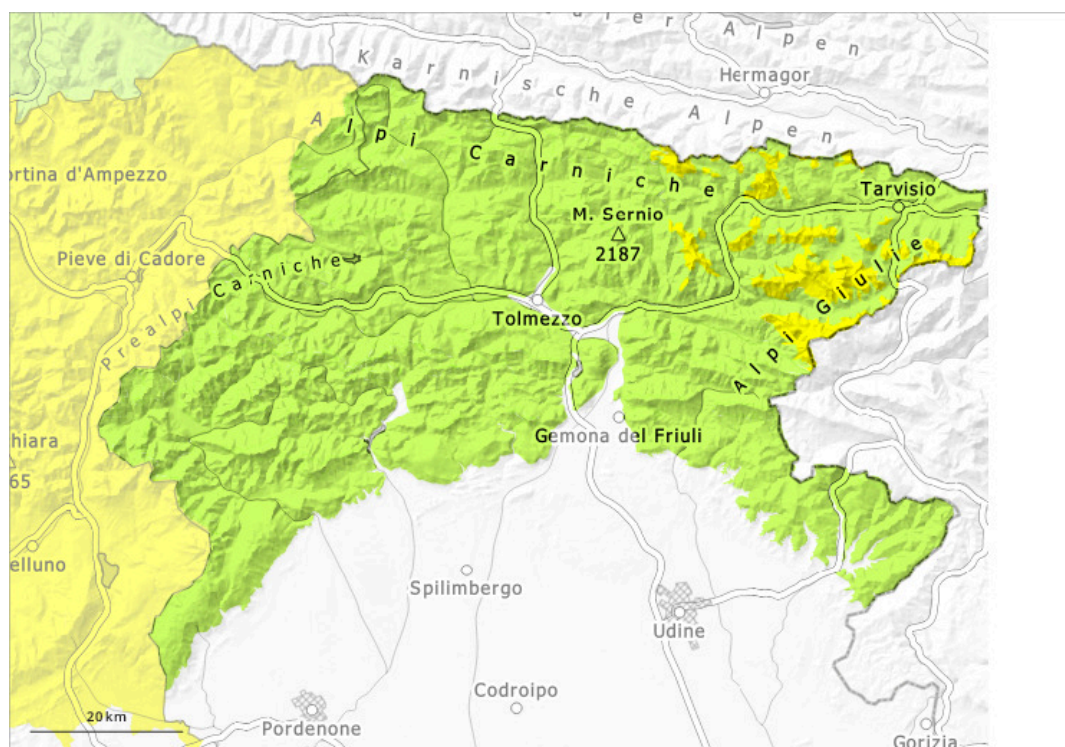 Alpen
Hermagor
Karnische Alpen
Alpi Carniche
ortina d'Ampezzo
Tarvisio
M. Sernio
2187
Pieve di Cadore
Prealpi Carniche
Alpi Giulie
Tolmezzo
hiara
65
Gemona del Friuli
elluno
Spilimbergo
Udine
Codroipo
20 km
Pordenone
Gorizia